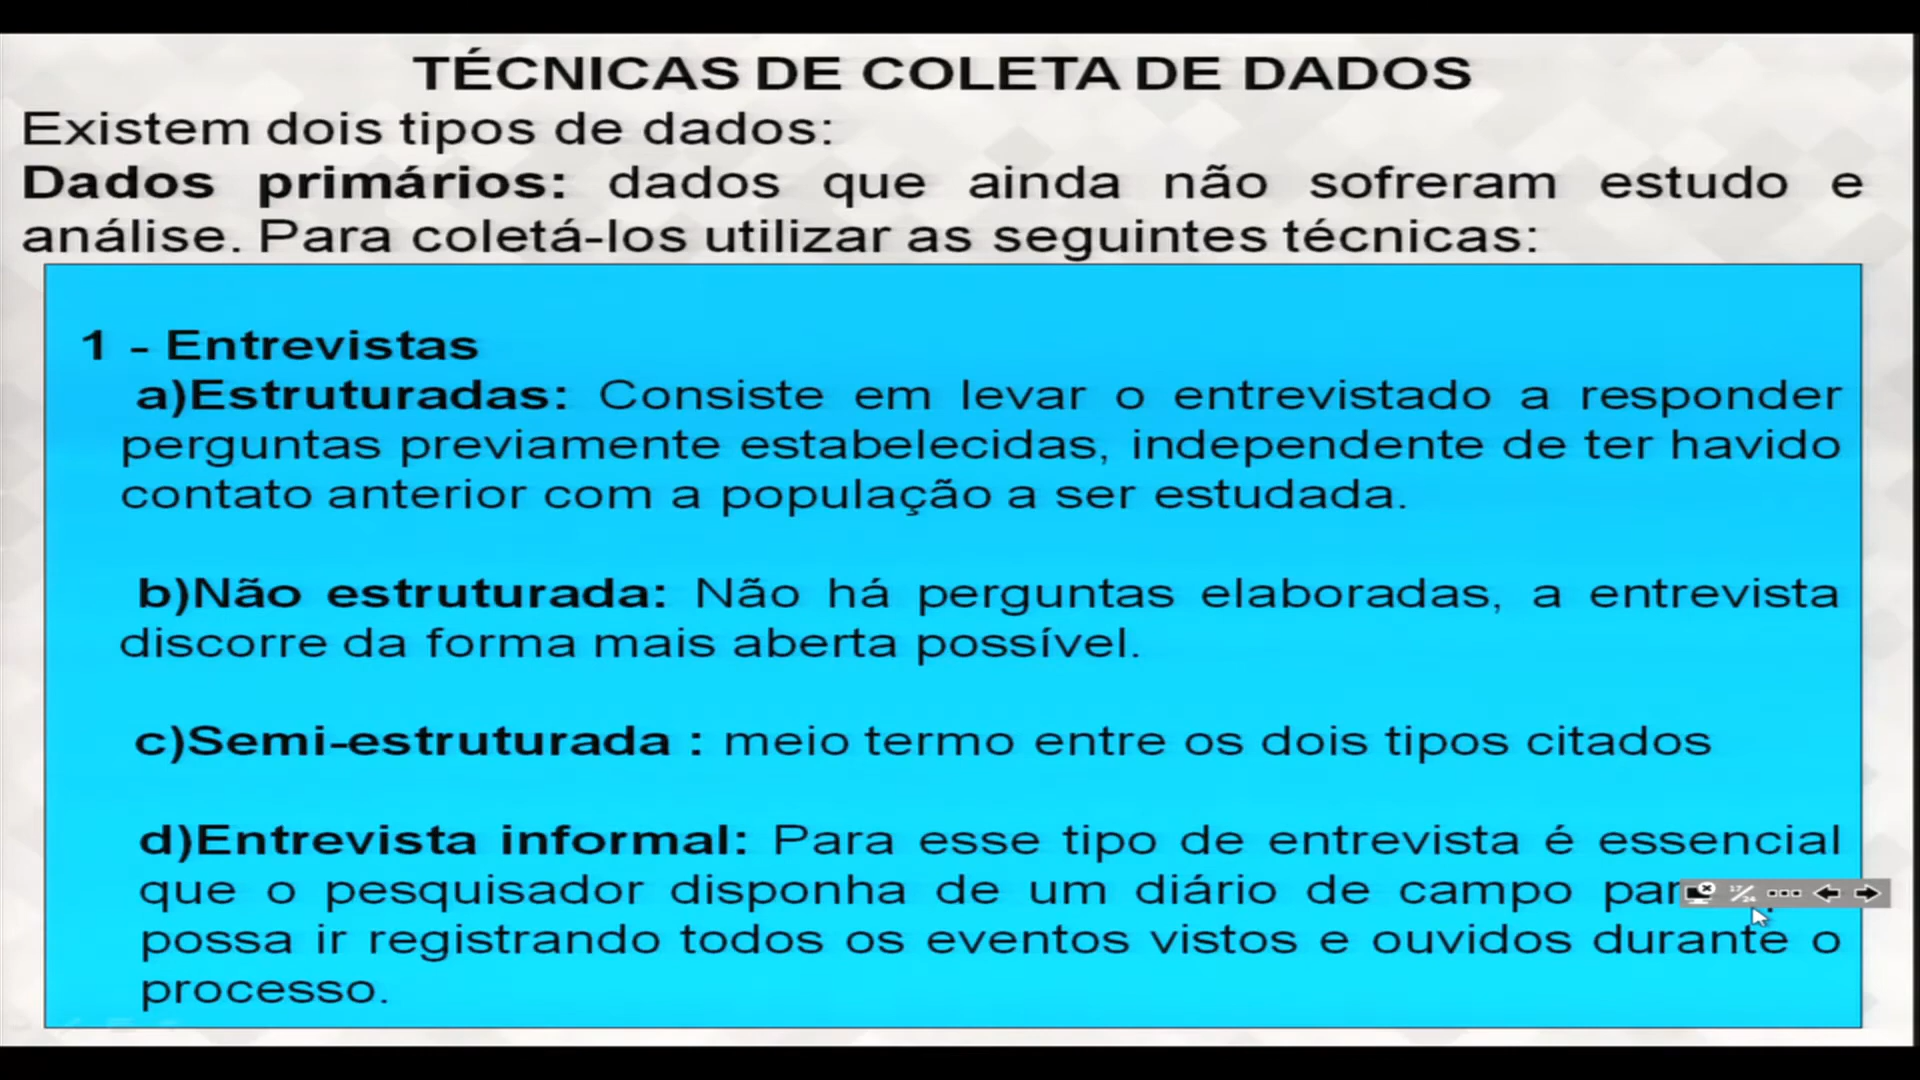 TÉCNICAS DE COLETA DE DADOS
Existem dois tipos de dados:
Dados primários: dados que ainda não sofreram estudo e
análise. Para coletá-los utilizar as seguintes técnicas:
1 - Entrevistas
a)Estruturadas: Consiste em levar o entrevistado a responder
perguntas previamente estabelecidas, independente de ter havido
contato anterior com a população a ser estudada.
b)Não estruturada: Não há perguntas elaboradas, a entrevista
discorre da forma mais aberta possível.
c)Semi-estruturada : meio termo entre os dois tipos citados
d)Entrevista informal: Para esse tipo de entrevista é essencial
que o pesquisador disponha de um diário de campo
17/24
possa ir registrando todos os eventos vistos e ouvidos durante o
processo.